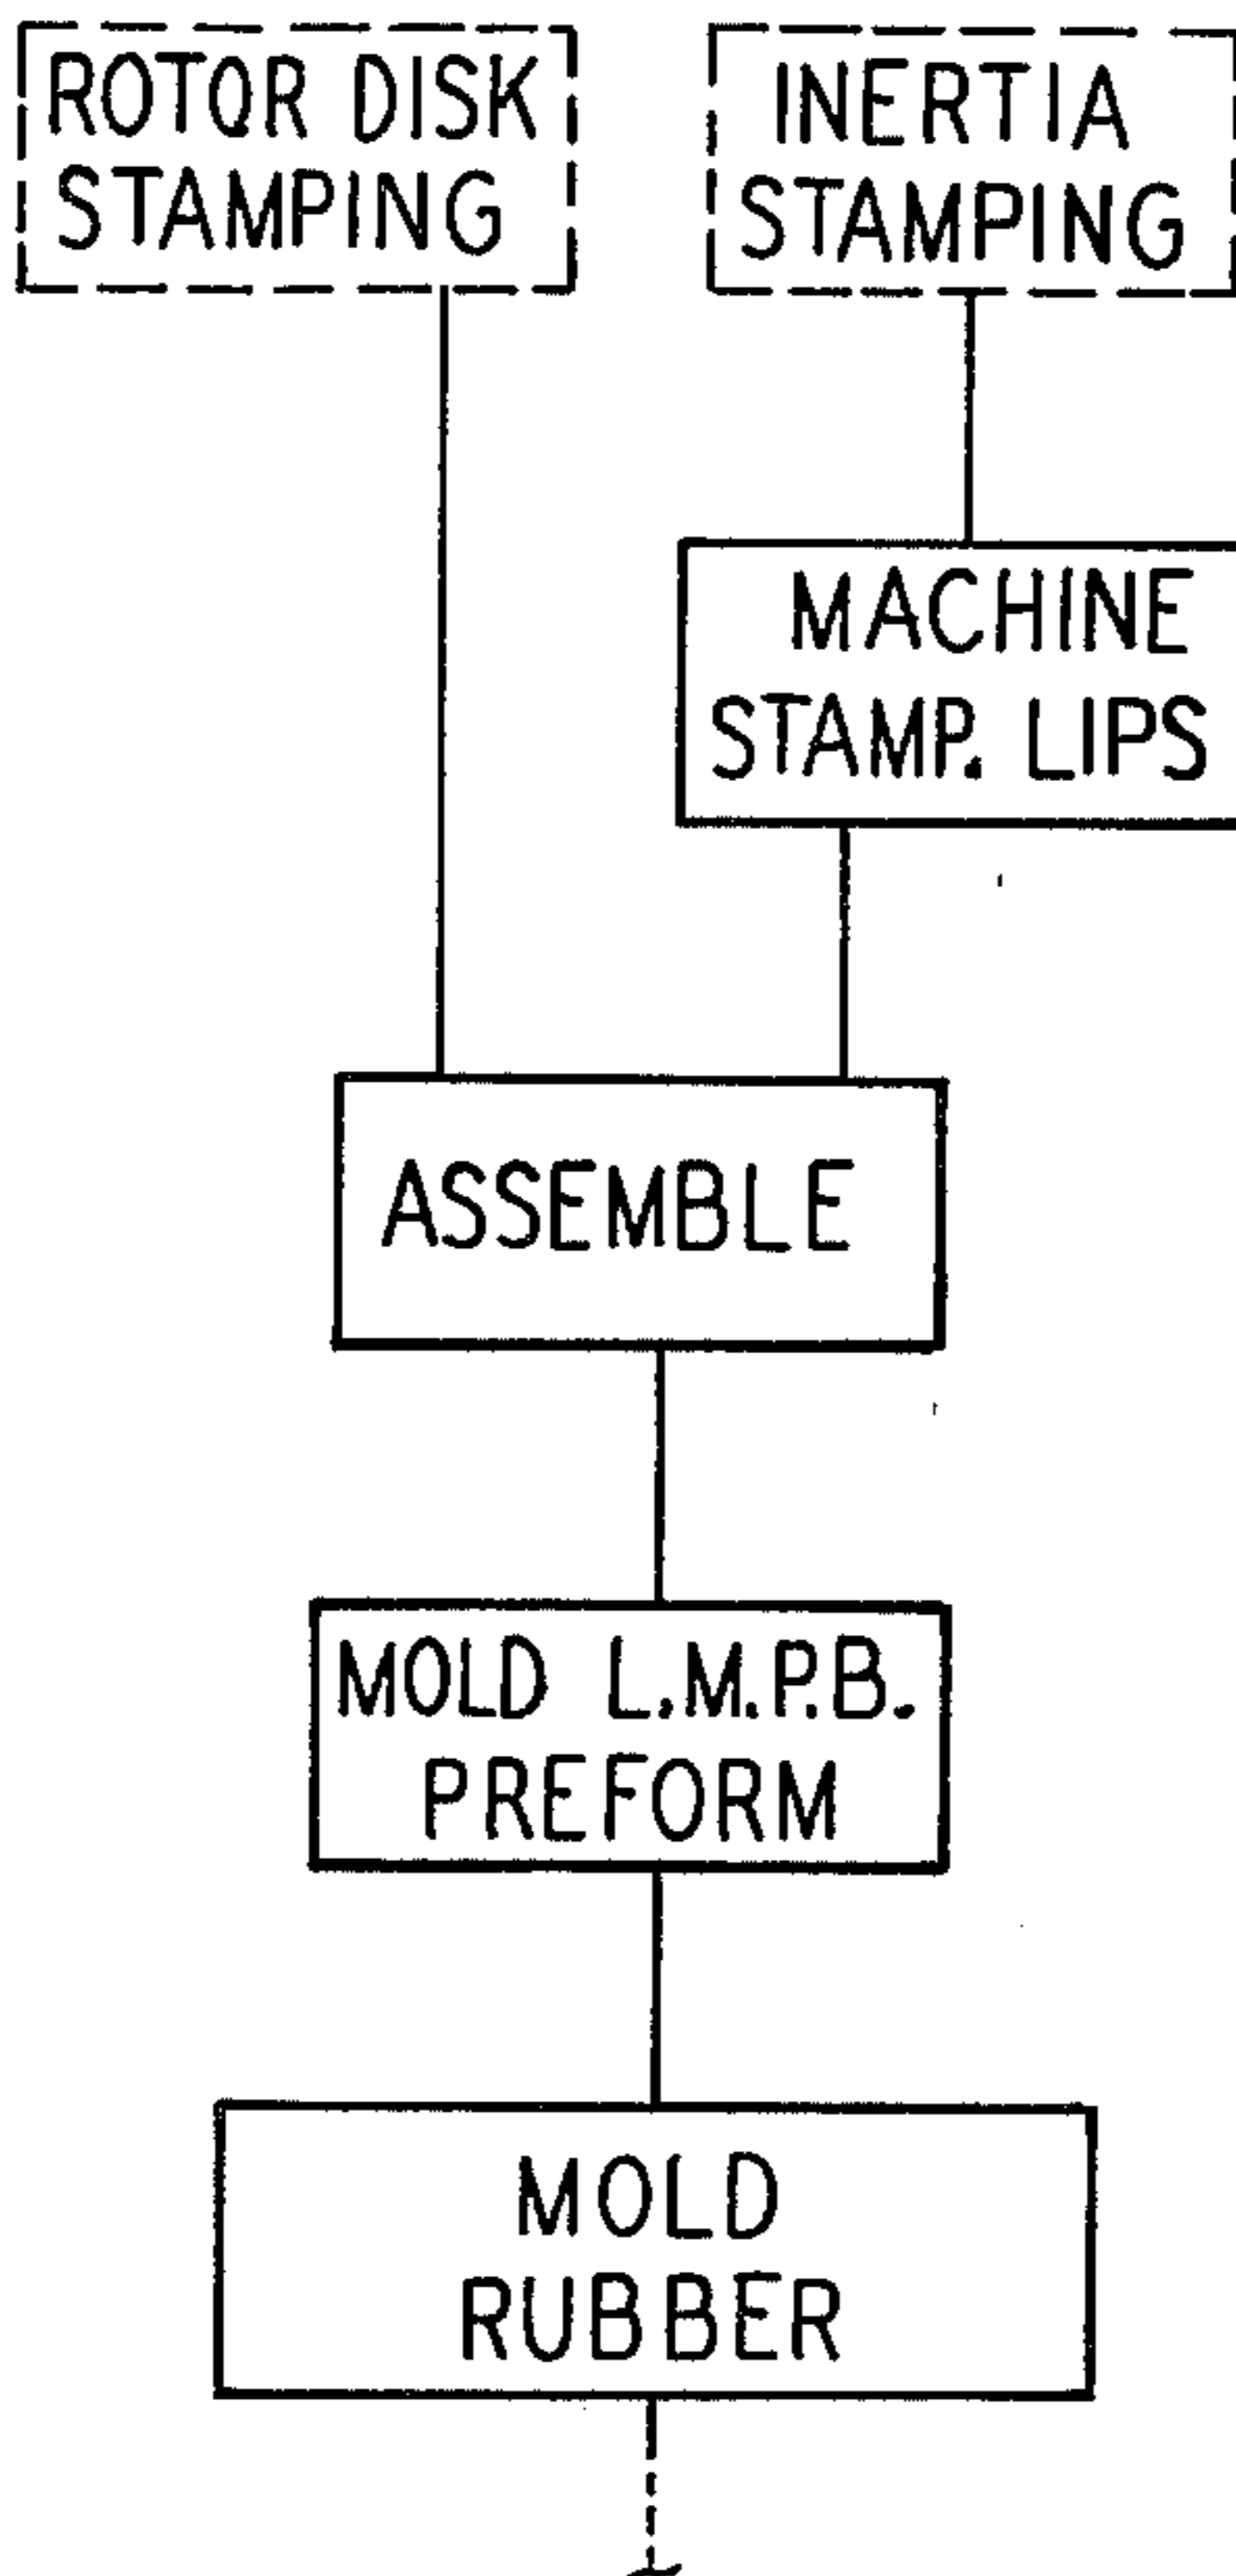 ROTOR DISK
STAMPING
INERTIA
STAMPING
MACHINE
STAMP. LIPS
ASSEMBLE
MOLD L.M.P.B.
PREFORM
MOLD
RUBBER